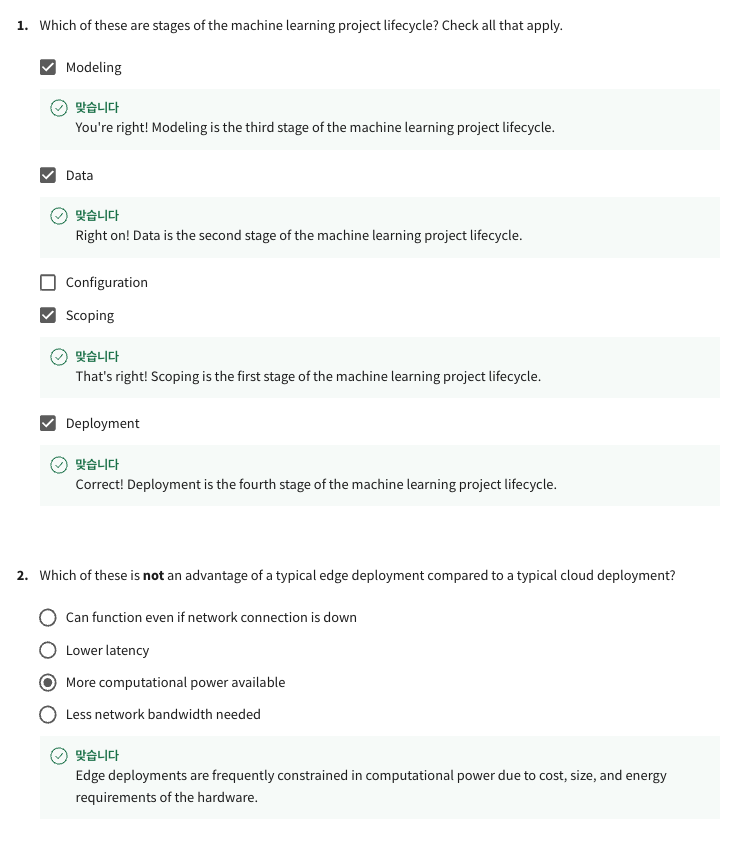 1. Which of these are stages of the machine learning project lifecycle? Check all that apply.
Modeling
맞습니다
You're right! Modeling is the third stage of the machine learning project lifecycle.
Data
맞습니다
Right on! Data is the second stage of the machine learning project lifecycle.
Configuration
Scoping
맞습니다
That's right! Scoping is the first stage of the machine learning project lifecycle.
Deployment
맞습니다
Correct! Deployment is the fourth stage of the machine learning project lifecycle.
2. Which of these is not an advantage of a typical edge deployment compared to a typical cloud deployment?
Can function even if network connection is down
Lower latency
More computational power available
Less network bandwidth needed
맞습니다
Edge deployments are frequently constrained in computational power due to cost, size, and energy
requirements of the hardware.